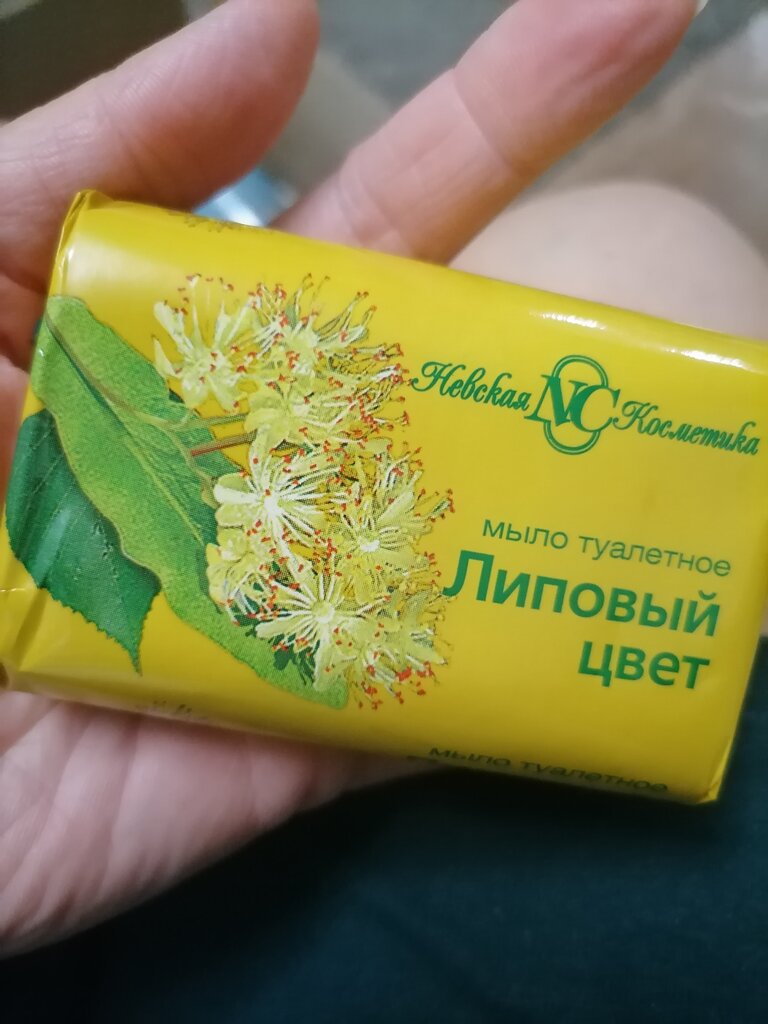 Невская NC Косметика
мыло туалетное
Липовый
цвет
мыло туалетное